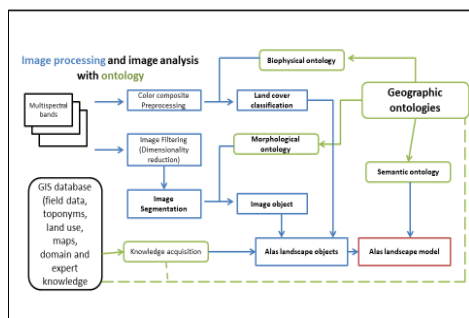 Image processing and image analysis
with ontology
Biophysical ontology
Multispectral
bands
Color composite
Preprocessing
Land cover
classification
Geographic
ontologies
Image Filtering
(Dimensionality
reduction)
Morphological
ontology
Semantic ontology
GIS database
(field data,
toponyms,
land use,
maps,
domain and
expert
knowledge
Image
Segmentation
Image object
Knowledge acquisition
Alas landscape objects
Alas landscape model